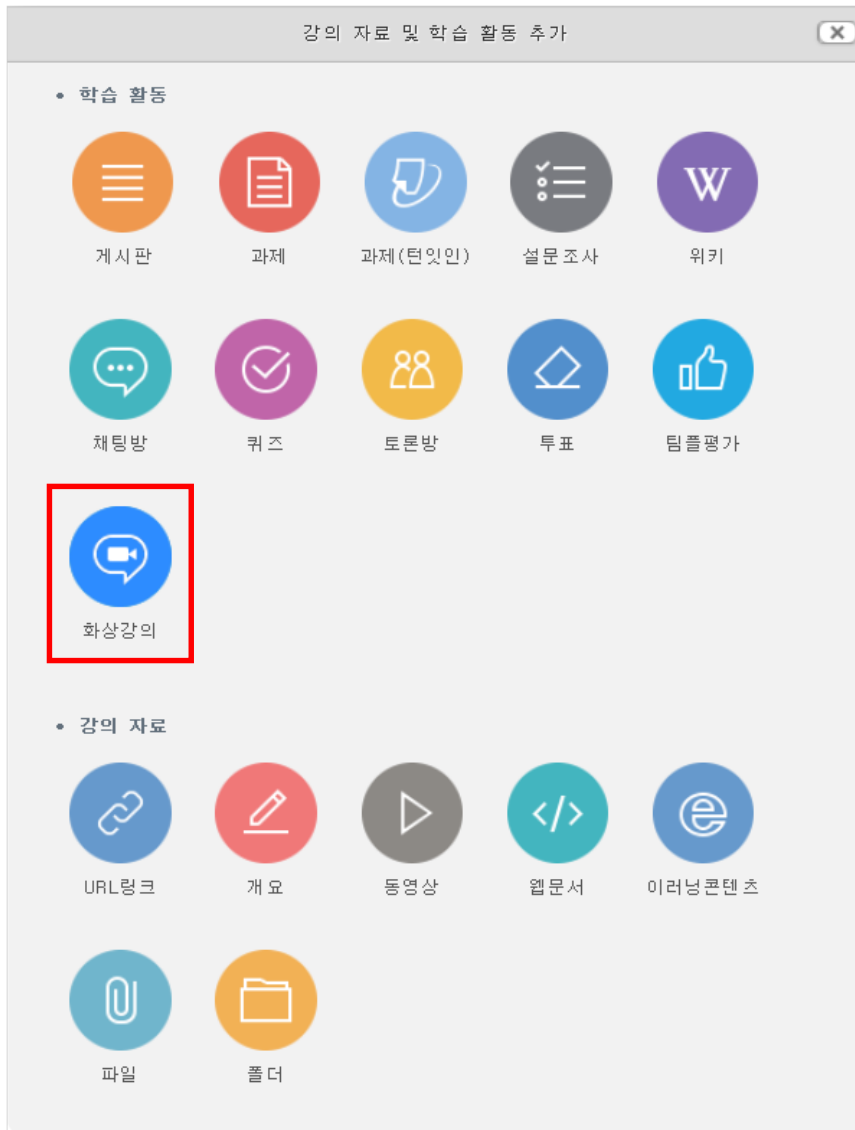 강의 자료 및 학습 활동 추가
• 학습 활동
게시판 과제 과제(턴잇인) 설문조사 위키
채팅방 퀴즈 토론방 투표 팀플평가
화상강의
• 강의 자료
URL링크 개요 동영상 웹문서 이러닝콘텐츠
파일 폴더